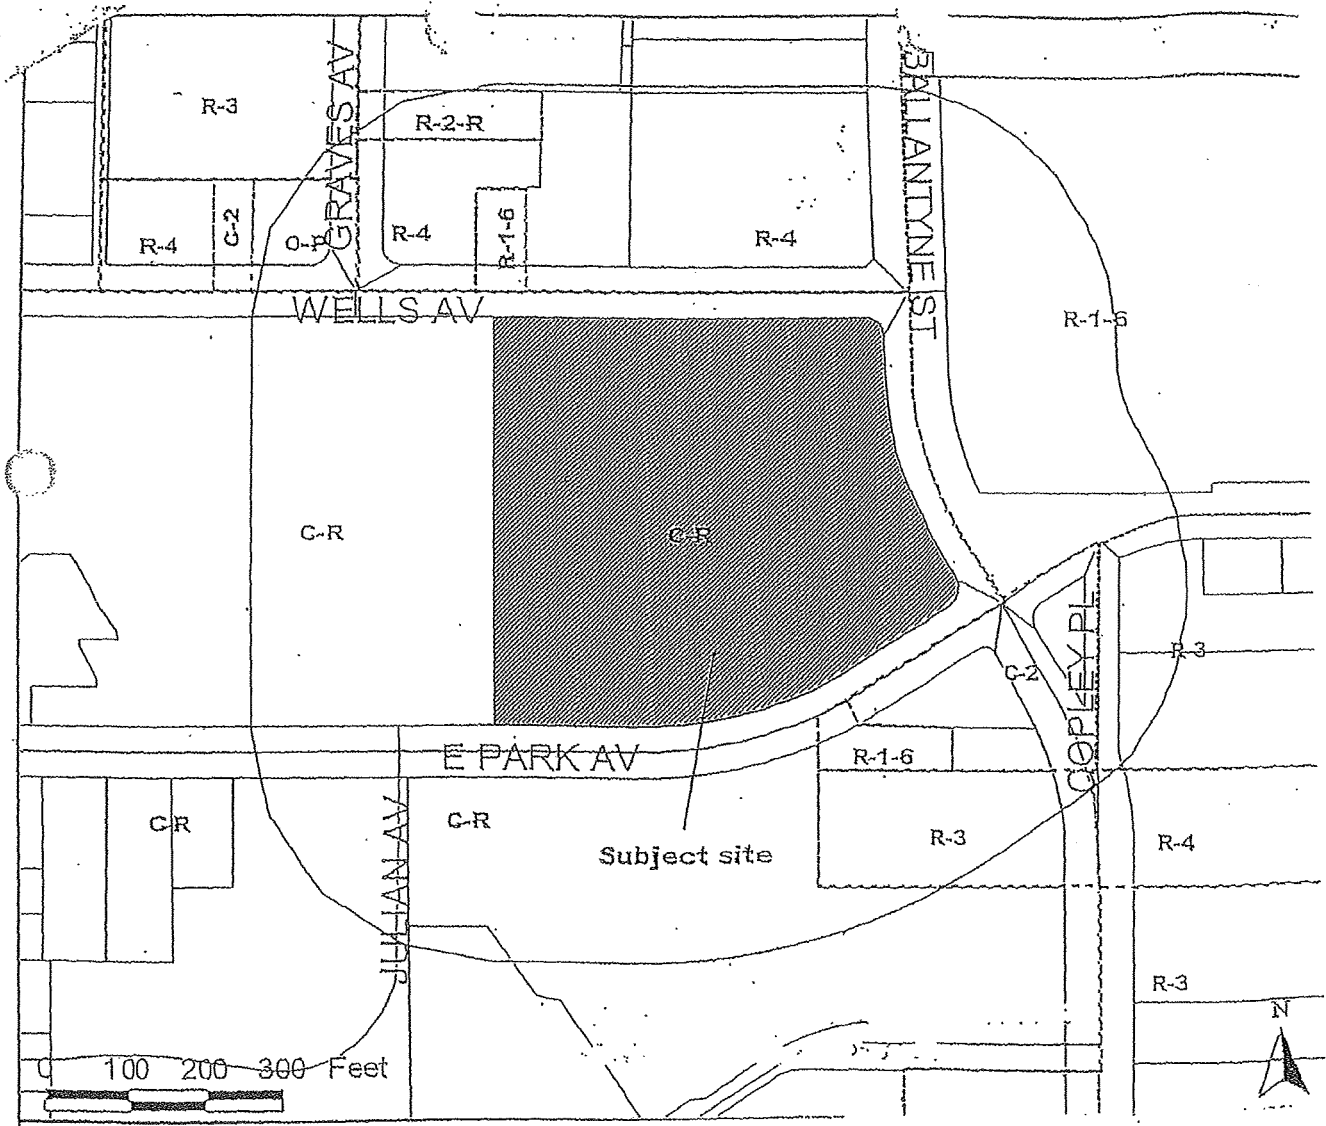 GRAVES AV
BALLANTYNE ST
R-3
R-2-R
R-4
C-2
O-P
R-4
R-1-6
R-4
WELLS AV
R-1-6
C-R
C-R
COPLEY PL
R-3
C-2
E PARK AV
R-1-6
C-R
JULIAN AV
C-R
Subject site
R-3
R-4
R-3
N
0 100 200 300 Feet